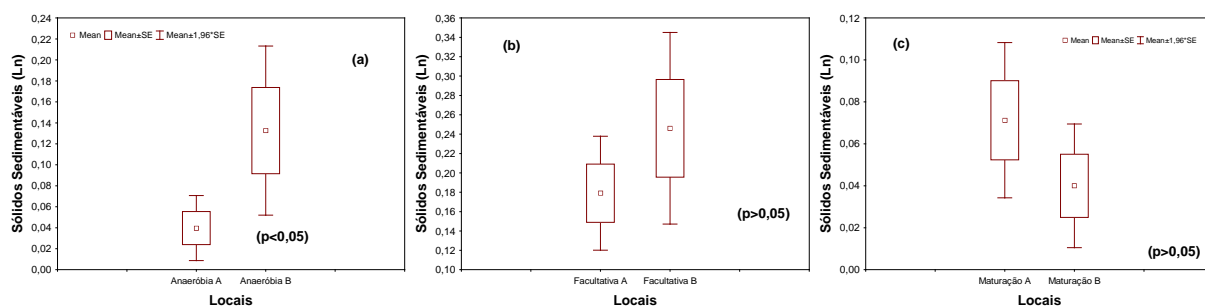 Sólidos Sedimentáveis (Ln)
0,24
0,22
0,20
0,18
0,16
0,14
0,12
0,10
0,08
0,06
0,04
0,02
0,00
Mean Mean±SE Mean±1,96*SE
(a)
(p<0,05)
Anaeróbia A Anaeróbia B
Locais
Sólidos Sedimentáveis (Ln)
0,36
0,34
0,32
0,30
0,28
0,26
0,24
0,22
0,20
0,18
0,16
0,14
0,12
0,10
(b)
(p>0,05)
Facultativa A Facultativa B
Locais
Sólidos Sedimentáveis (Ln)
0,12
0,10
0,08
0,06
0,04
0,02
0,00
(c)
Mean Mean±SE Mean±1,96*SE
(p>0,05)
Maturação A Maturação B
Locais